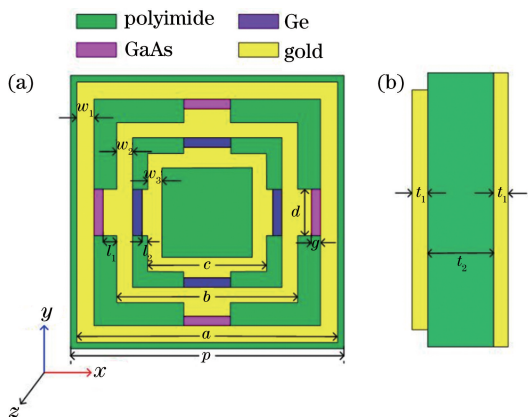 polyimide
Ge
GaAs
gold
(a)
(b)
w₁
w₂
w₃
d
g
l₁
l₂
c
b
a
p
t₁
t₁
t₂
y
x
z